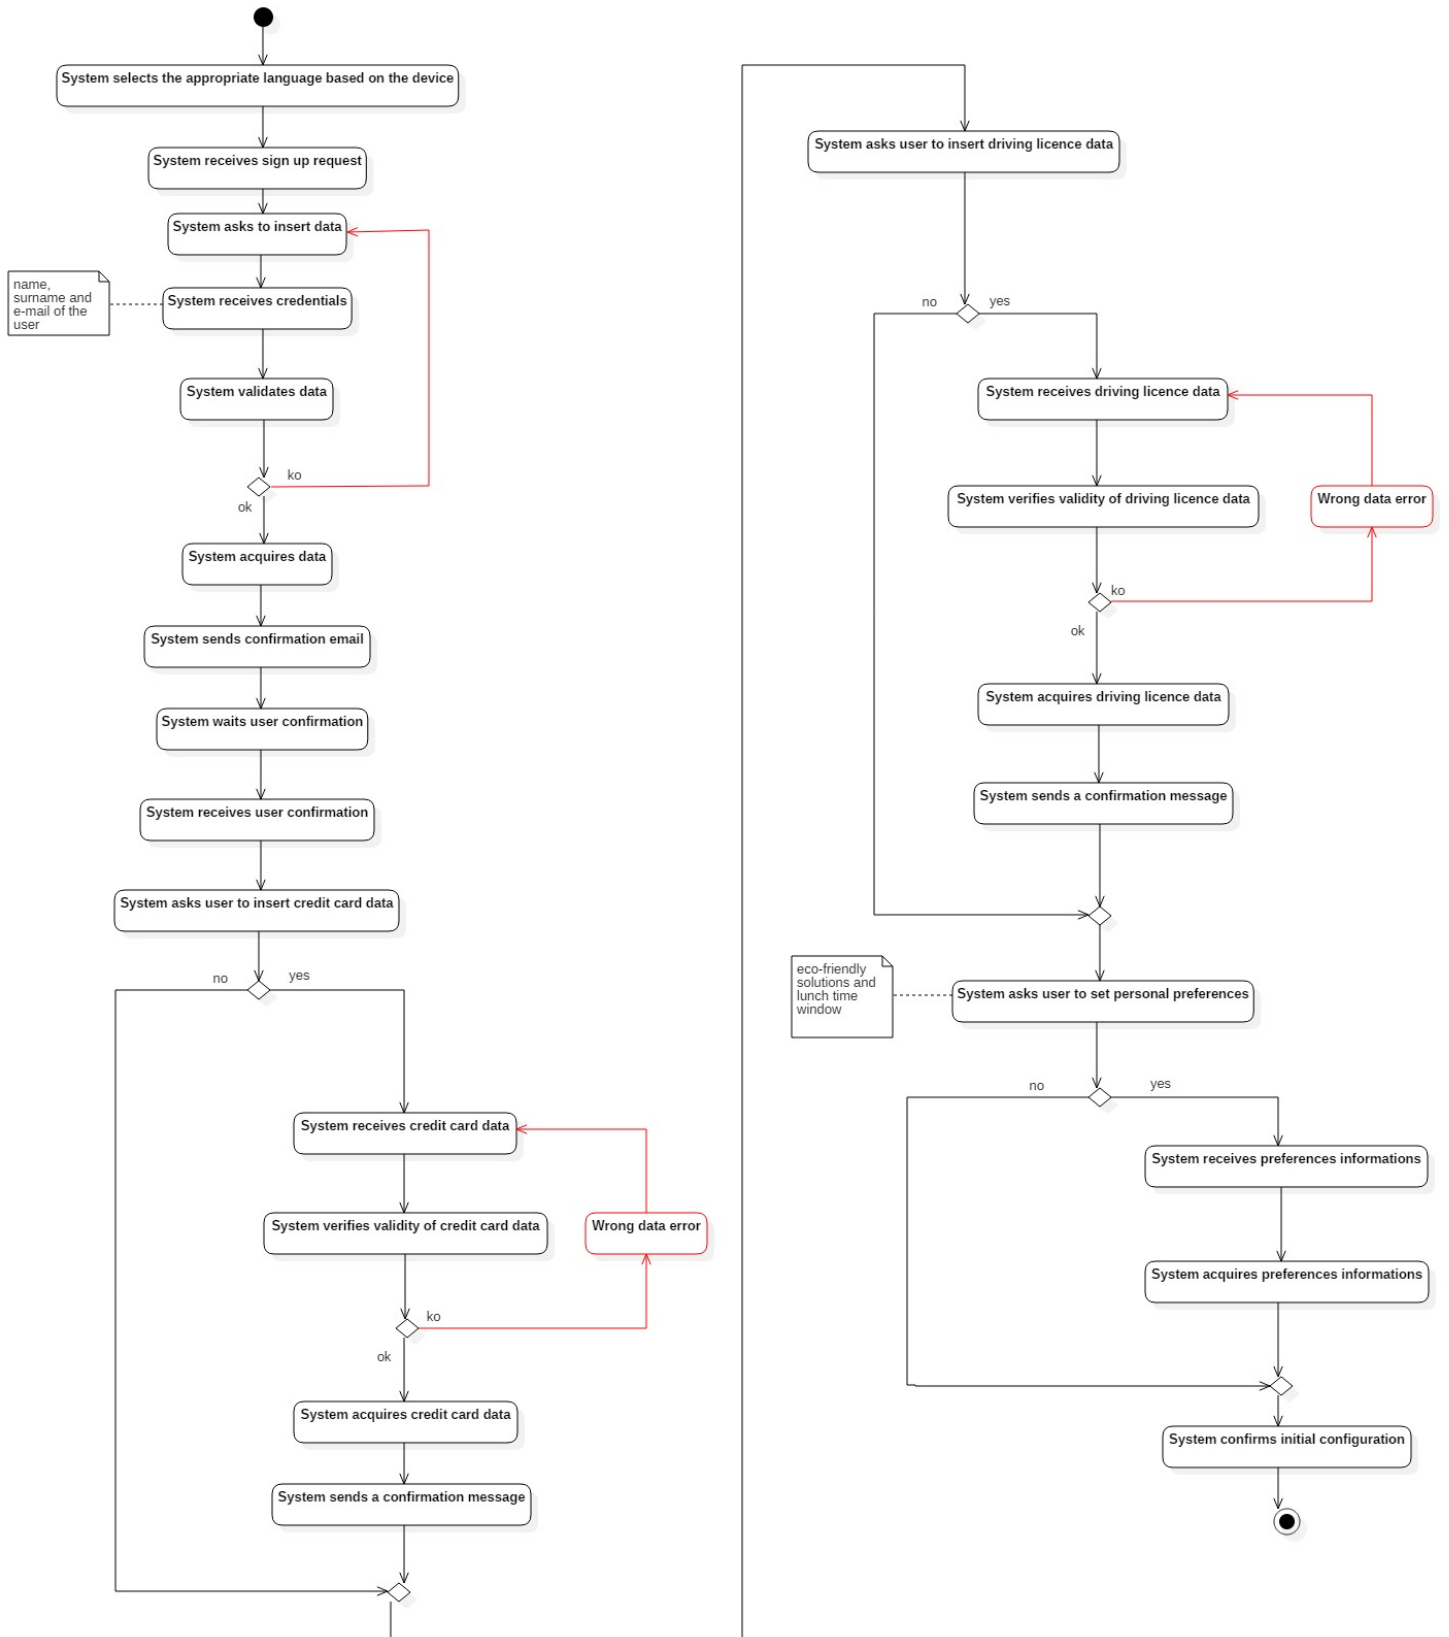 System selects the appropriate language based on the device
System receives sign up request
System asks to insert data
name,
surname and
e-mail of the
user
System receives credentials
System validates data
ko
ok
System acquires data
System sends confirmation email
System waits user confirmation
System receives user confirmation
System asks user to insert credit card data
no
yes
System receives credit card data
System verifies validity of credit card data
Wrong data error
ko
ok
System acquires credit card data
System sends a confirmation message
System asks user to insert driving licence data
no
yes
System receives driving licence data
System verifies validity of driving licence data
Wrong data error
ko
ok
System acquires driving licence data
System sends a confirmation message
eco-friendly
solutions and
lunch time
window
System asks user to set personal preferences
no
yes
System receives preferences informations
System acquires preferences informations
System confirms initial configuration